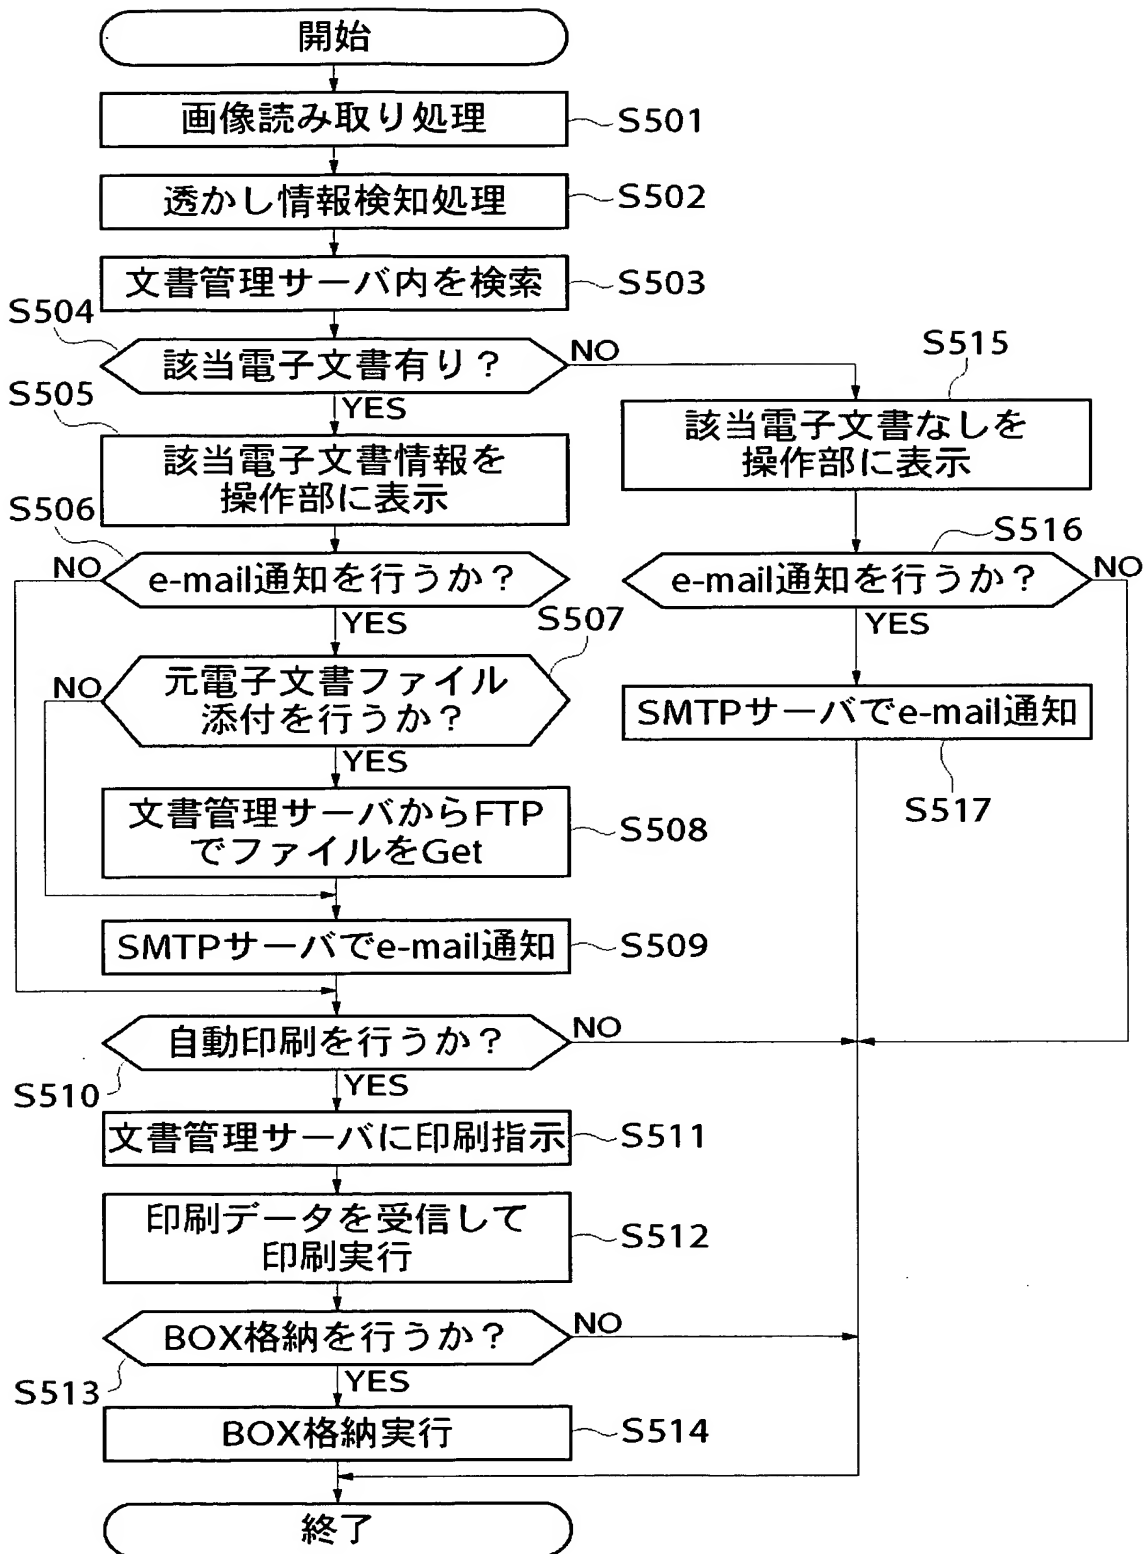 開始
画像読み取り処理
S501
透かし情報検知処理
S502
文書管理サーバ内を検索
S503
S504
該当電子文書有り？
NO
YES
S505
該当電子文書情報を
操作部に表示
S515
該当電子文書なしを
操作部に表示
S506
NO
e-mail通知を行うか？
YES
S516
e-mail通知を行うか？
NO
YES
S507
NO
元電子文書ファイル
添付を行うか？
YES
SMTPサーバでe-mail通知
S517
文書管理サーバからFTP
でファイルをGet
S508
SMTPサーバでe-mail通知
S509
自動印刷を行うか？
NO
S510
YES
文書管理サーバに印刷指示
S511
印刷データを受信して
印刷実行
S512
BOX格納を行うか？
NO
S513
YES
BOX格納実行
S514
終了